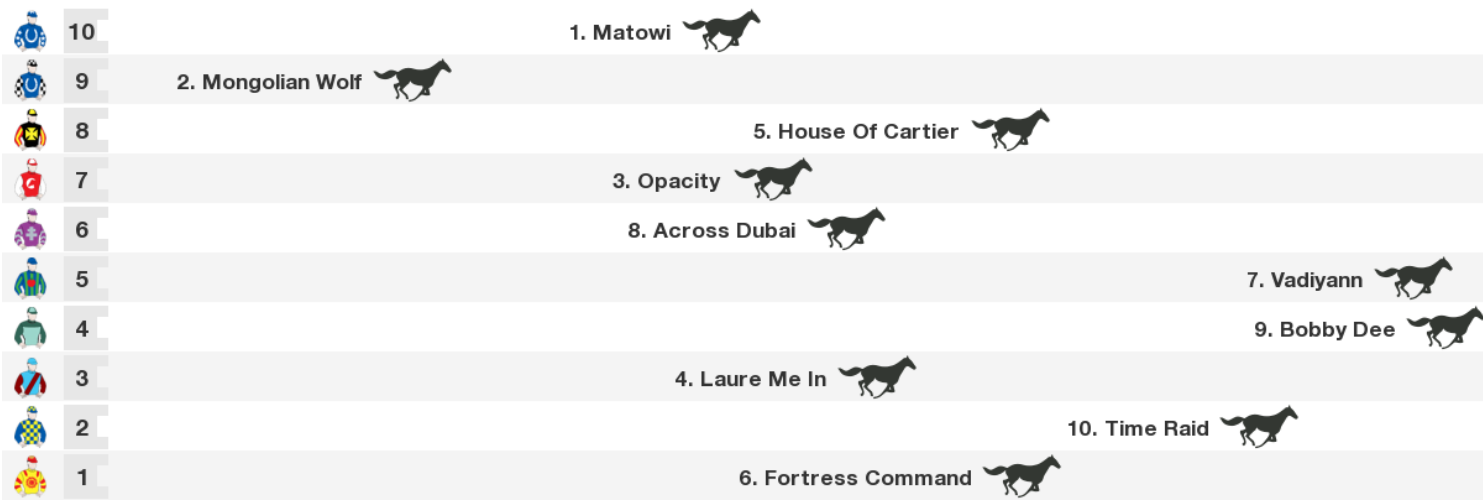 10 1. Matowi
9 2. Mongolian Wolf
8 5. House Of Cartier
7 3. Opacity
6 8. Across Dubai
5 7. Vadiyann
4 9. Bobby Dee
3 4. Laure Me In
2 10. Time Raid
1 6. Fortress Command